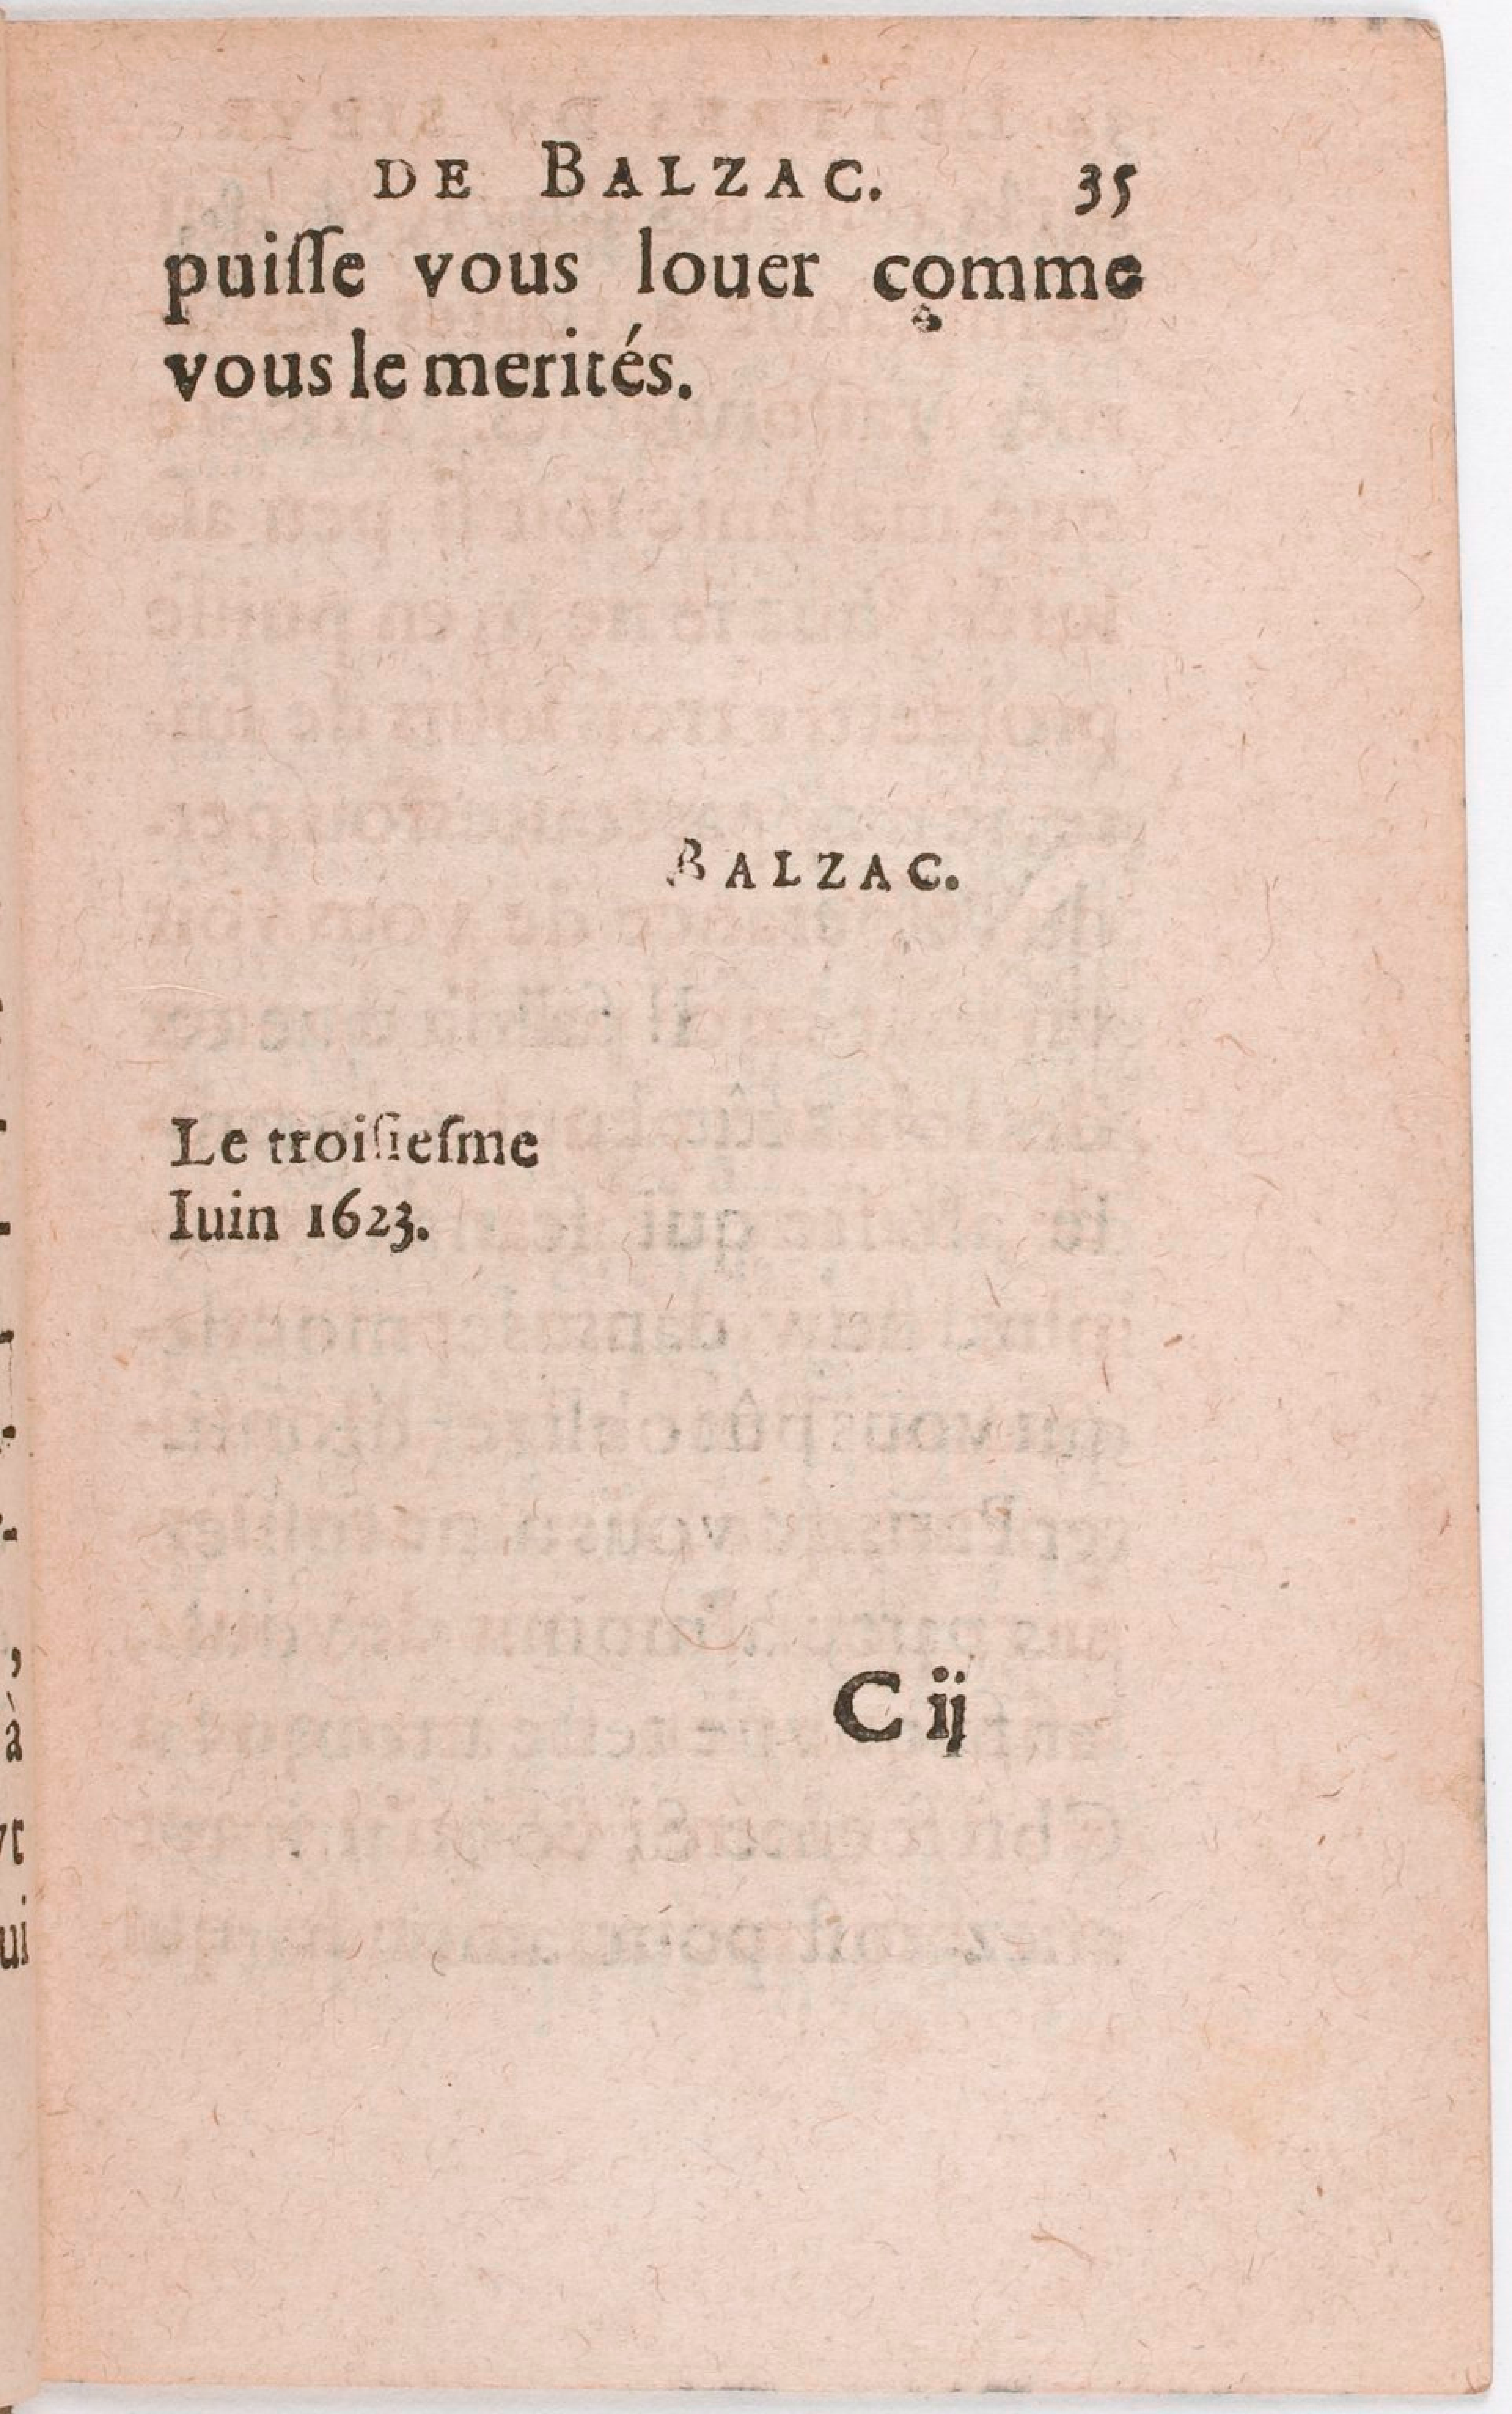 DE BALZAC. 35
puiſſe vous louer comme
vous le merités.
BALZAC.
Le troiſieſme
Iuin 1623.
C ij